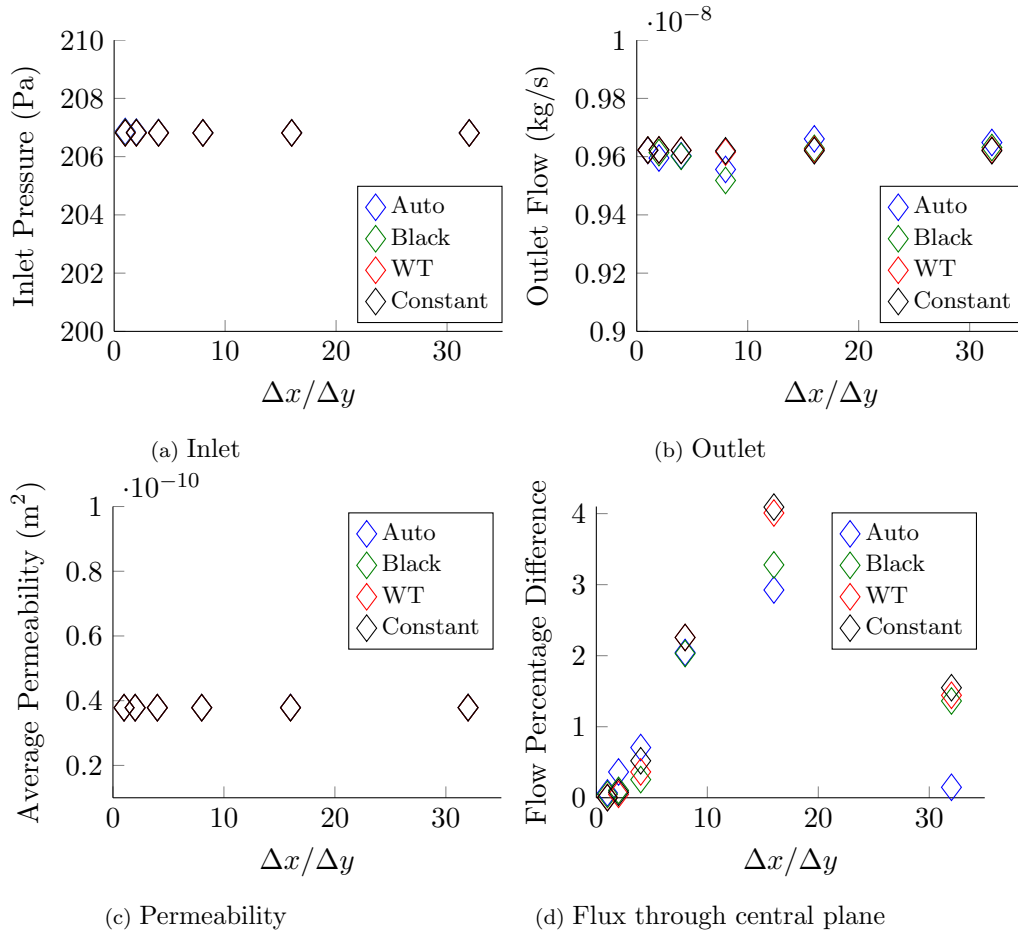 210
208
206
204
202
200
Inlet Pressure (Pa)
0
10
20
30
Δx/Δy
Auto
Black
WT
Constant
(a) Inlet
·10⁻⁸
1
0.98
0.96
0.94
0.92
0.9
Outlet Flow (kg/s)
0
10
20
30
Δx/Δy
Auto
Black
WT
Constant
(b) Outlet
·10⁻¹⁰
1
0.8
0.6
0.4
0.2
Average Permeability (m²)
0
10
20
30
Δx/Δy
Auto
Black
WT
Constant
(c) Permeability
4
3
2
1
0
Flow Percentage Difference
0
10
20
30
Δx/Δy
Auto
Black
WT
Constant
(d) Flux through central plane